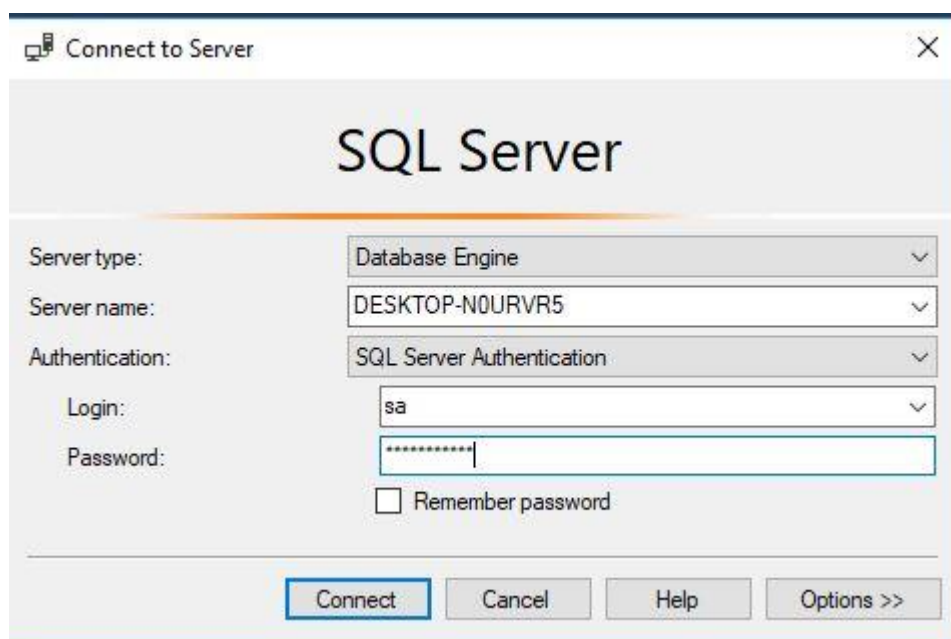 Connect to Server
SQL Server
Server type: Database Engine
Server name: DESKTOP-N0URVR5
Authentication: SQL Server Authentication
Login: sa
Password: ***********
Remember password
Connect Cancel Help Options >>